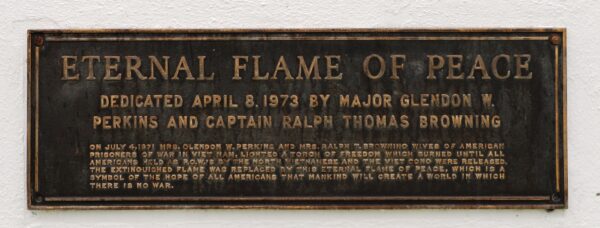 ETERNAL FLAME OF PEACE
DEDICATED APRIL 8, 1973 BY MAJOR GLENDON W.
PERKINS AND CAPTAIN RALPH THOMAS BROWNING
ON JULY 4, 1971 MRS. GLENDON W. PERKINS AND MRS. RALPH T. BROWNING WIVES OF AMERICAN
PRISONERS OF WAR IN VIET NAM, LIGHTED A TORCH OF FREEDOM WHICH BURNED UNTIL ALL
AMERICANS HELD AS P.O.W.'S BY THE NORTH VIETNAMESE AND THE VIET CONG WERE RELEASED.
THE EXTINGUISHED FLAME WAS REPLACED BY THIS ETERNAL FLAME OF PEACE, WHICH IS A
SYMBOL OF THE HOPE OF ALL AMERICANS THAT MANKIND WILL CREATE A WORLD IN WHICH
THERE IS NO WAR.